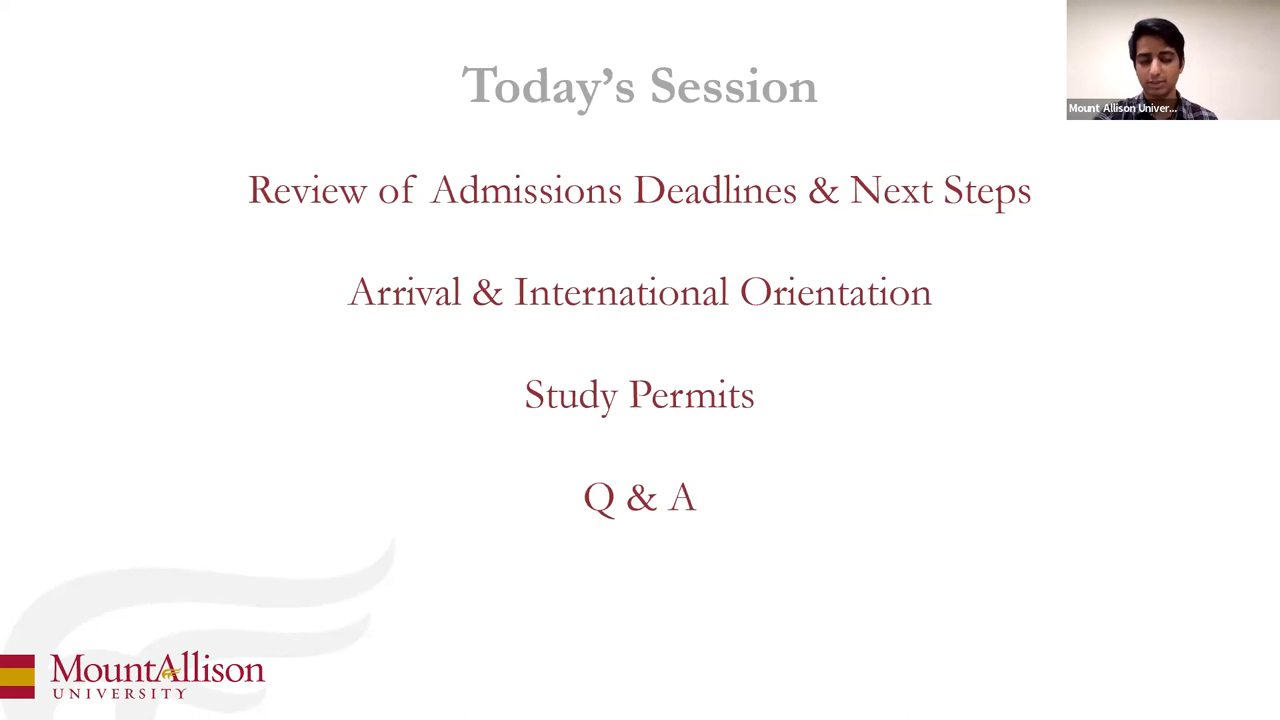 Today's Session
Mount Allison Univer...
Review of Admissions Deadlines & Next Steps
Arrival & International Orientation
Study Permits
Q & A
MountAllison
UNIVERSITY